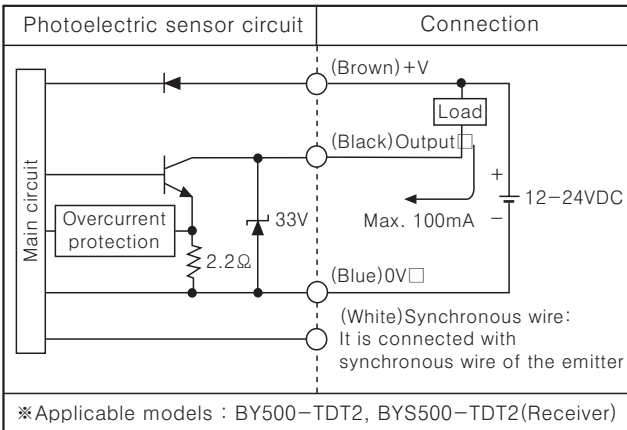 Photoelectric sensor circuit
Connection
(Brown)+V
Load
(Black)Output□
Main circuit
Overcurrent
protection
33V
2.2Ω
Max. 100mA
+
12-24VDC
-
(Blue)0V□
(White)Synchronous wire:
It is connected with
synchronous wire of the emitter
※Applicable models : BY500-TDT2, BYS500-TDT2(Receiver)